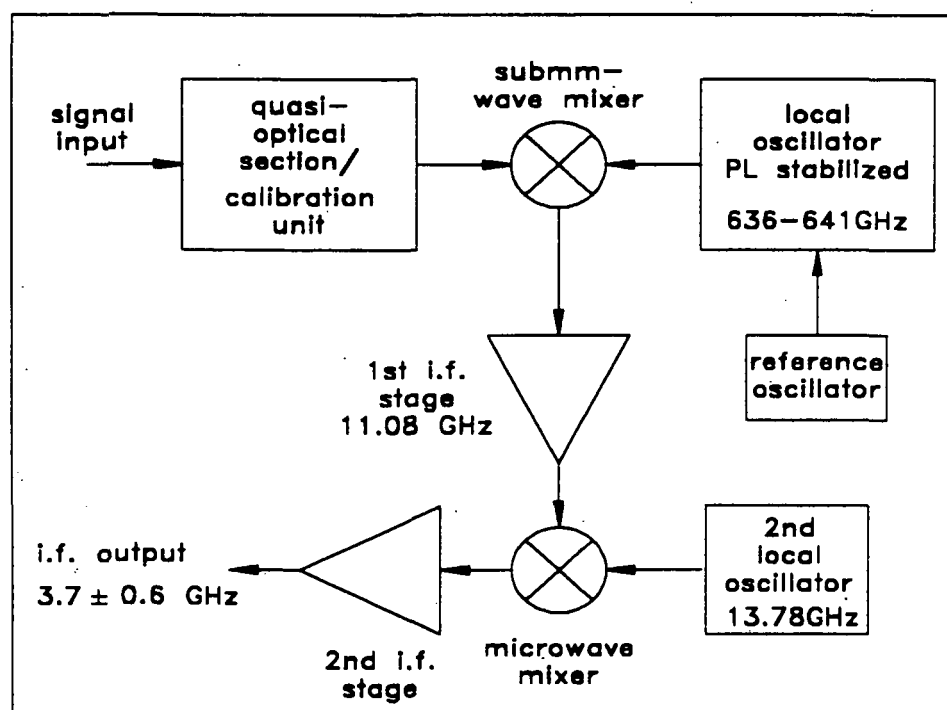 signal
input
quasi-
optical
section/
calibration
unit
submm-
wave mixer
local
oscillator
PL stabilized
636-641GHz
reference
oscillator
1st i.f.
stage
11.08 GHz
2nd
local
oscillator
13.78GHz
microwave
mixer
2nd i.f.
stage
i.f. output
3.7 ± 0.6 GHz